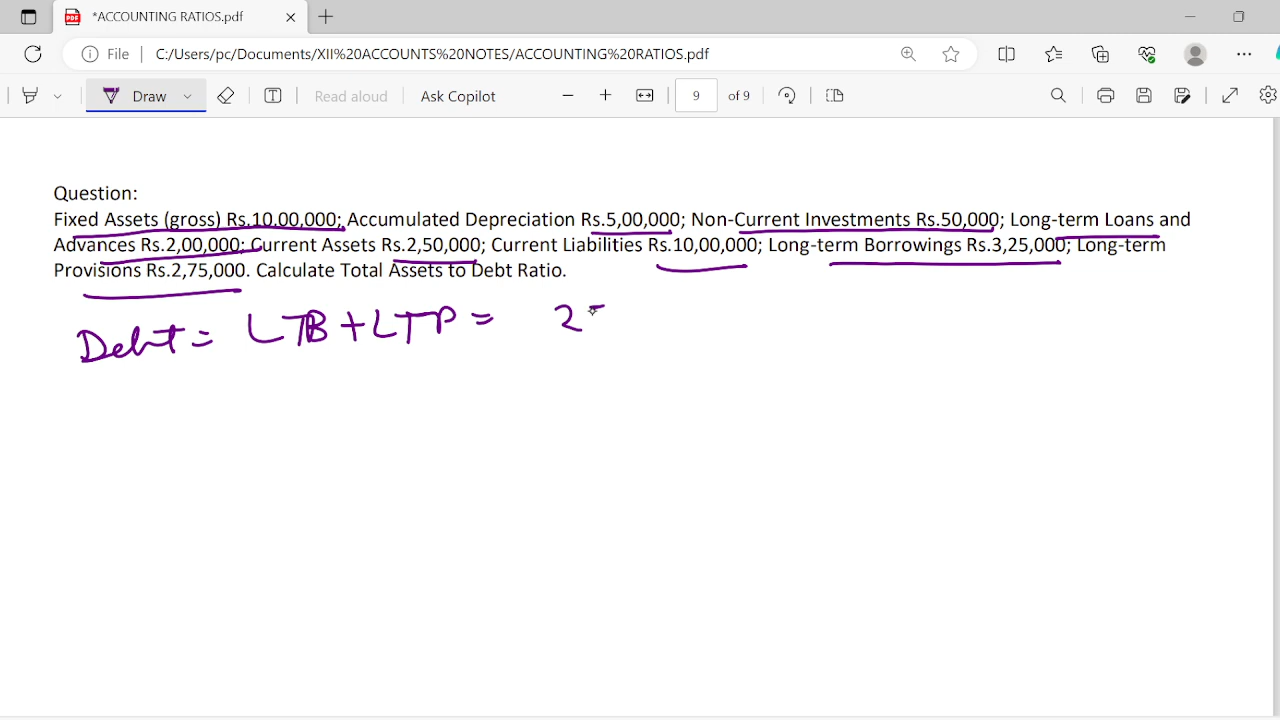 *ACCOUNTING RATIOS.pdf
File C:/Users/pc/Documents/XII%20ACCOUNTS%20NOTES/ACCOUNTING%20RATIOS.pdf
Draw Read aloud Ask Copilot 9 of 9
Question:
Fixed Assets (gross) Rs.10,00,000; Accumulated Depreciation Rs.5,00,000; Non-Current Investments Rs.50,000; Long-term Loans and
Advances Rs.2,00,000; Current Assets Rs.2,50,000; Current Liabilities Rs.10,00,000; Long-term Borrowings Rs.3,25,000; Long-term
Provisions Rs.2,75,000. Calculate Total Assets to Debt Ratio.
Debt = LTB + LTP = 2